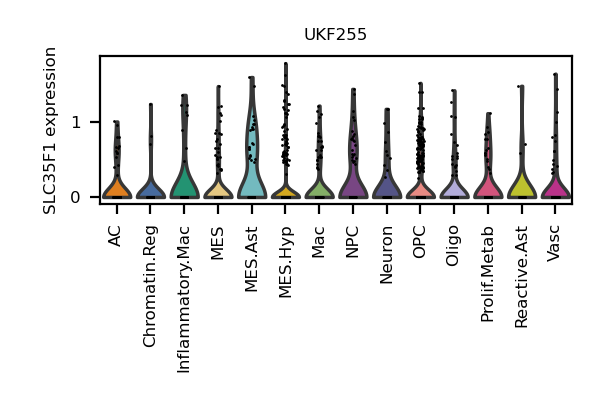 UKF255
SLC35F1 expression
1
0
AC
Chromatin.Reg
Inflammatory.Mac
MES
MES.Ast
MES.Hyp
Mac
NPC
Neuron
OPC
Oligo
Prolif.Metab
Reactive.Ast
Vasc